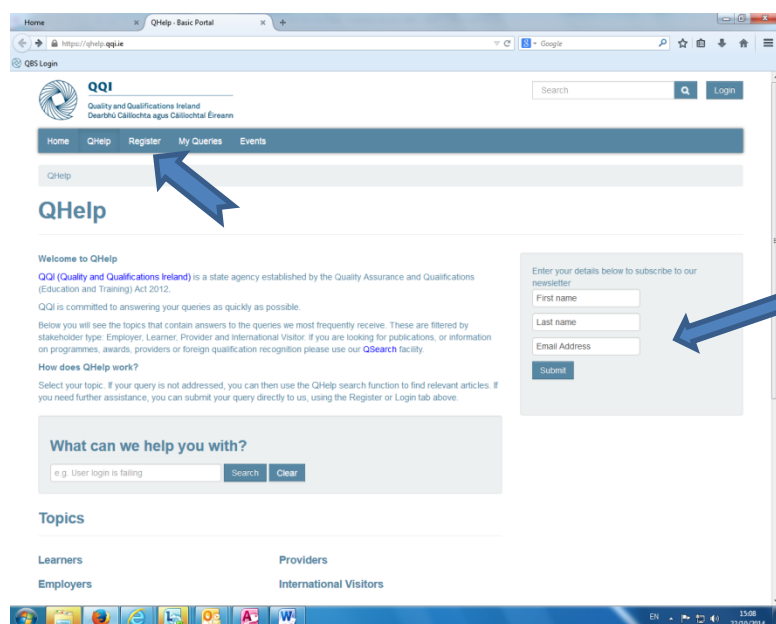 Home
QHelp - Basic Portal
https://qhelp.qqi.ie
Google
QBS Login
QQI
Quality and Qualifications Ireland
Dearbhú Cáilíochta agus Cáilíochtaí Éireann
Search
Login
Home QHelp Register My Queries Events
QHelp
QHelp
Welcome to QHelp
QQI (Quality and Qualifications Ireland) is a state agency established by the Quality Assurance and Qualifications
(Education and Training) Act 2012.
QQI is committed to answering your queries as quickly as possible.
Below you will see the topics that contain answers to the queries we most frequently receive. These are filtered by
stakeholder type: Employer, Learner, Provider and International Visitor. If you are looking for publications, or information
on programmes, awards, providers or foreign qualification recognition please use our QSearch facility.
How does QHelp work?
Select your topic. If your query is not addressed, you can then use the QHelp search function to find relevant articles. If
you need further assistance, you can submit your query directly to us, using the Register or Login tab above.
Enter your details below to subscribe to our
newsletter
First name
Last name
Email Address
Submit
What can we help you with?
e.g. User login is failing
Search Clear
Topics
Learners Providers
Employers International Visitors
EN
15:08
22/10/2014